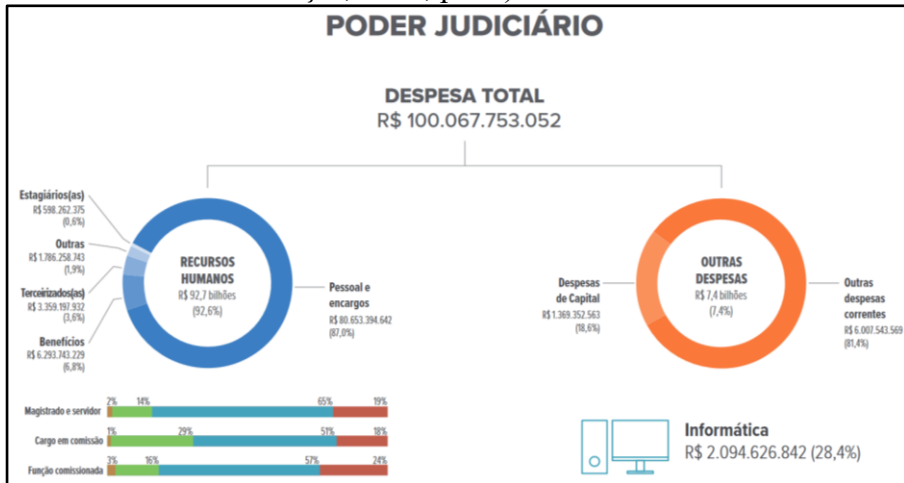 PODER JUDICIÁRIO
DESPESA TOTAL
R$ 100.067.753.052
Estagiários(as)
R$ 598.262.375
(0,6%)
Outras
R$ 1.786.258.743
(1,9%)
Terceirizados(as)
R$ 3.359.197.932
(3,6%)
Benefícios
R$ 6.293.743.229
(6,8%)
RECURSOS
HUMANOS
R$ 92,7 bilhões
(92,6%)
Pessoal e
encargos
R$ 80.653.394.642
(87,0%)
Despesas
de Capital
R$ 1.369.352.563
(18,6%)
OUTRAS
DESPESAS
R$ 7,4 bilhões
(7,4%)
Outras
despesas
correntes
R$ 6.007.543.569
(81,4%)
2% 14% 65% 19%
Magistrado e servidor
1% 29% 51% 18%
Cargo em comissão
3% 16% 57% 24%
Função comissionada
Informática
R$ 2.094.626.842 (28,4%)